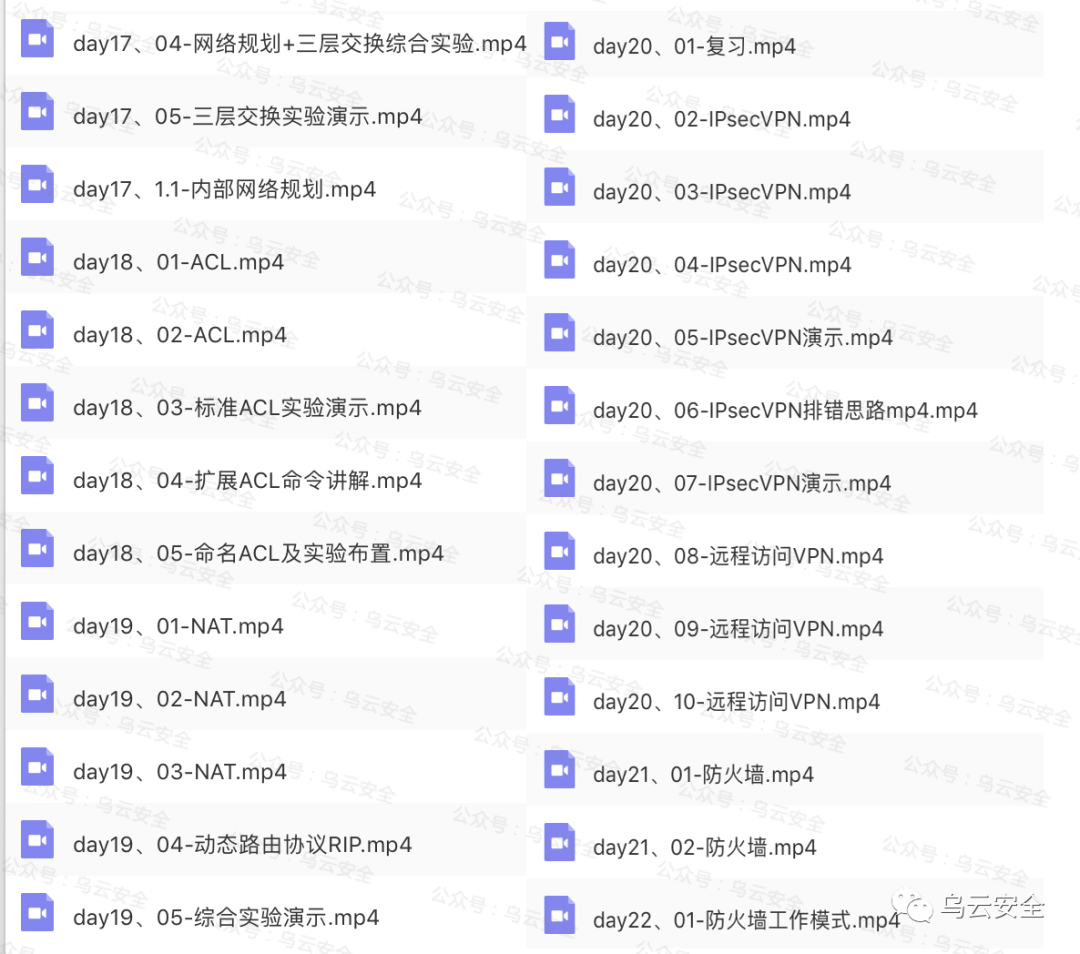 day17、04-网络规划+三层交换综合实验.mp4
day17、05-三层交换实验演示.mp4
day17、1.1-内部网络规划.mp4
day18、01-ACL.mp4
day18、02-ACL.mp4
day18、03-标准ACL实验演示.mp4
day18、04-扩展ACL命令讲解.mp4
day18、05-命名ACL及实验布置.mp4
day19、01-NAT.mp4
day19、02-NAT.mp4
day19、03-NAT.mp4
day19、04-动态路由协议RIP.mp4
day19、05-综合实验演示.mp4
day20、01-复习.mp4
day20、02-IPsecVPN.mp4
day20、03-IPsecVPN.mp4
day20、04-IPsecVPN.mp4
day20、05-IPsecVPN演示.mp4
day20、06-IPsecVPN排错思路mp4.mp4
day20、07-IPsecVPN演示.mp4
day20、08-远程访问VPN.mp4
day20、09-远程访问VPN.mp4
day20、10-远程访问VPN.mp4
day21、01-防火墙.mp4
day21、02-防火墙.mp4
day22、01-防火墙工作模式.mp4
乌云安全
公众号：乌云安全